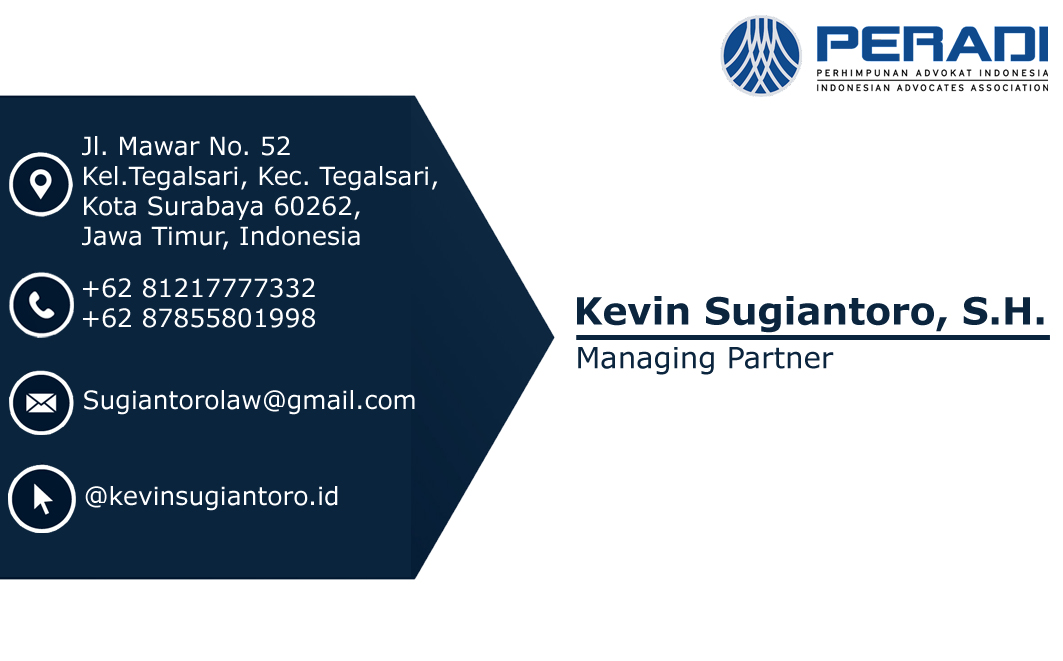 PERADI
PERHIMPUNAN ADVOKAT INDONESIA
INDONESIAN ADVOCATES ASSOCIATION
Jl. Mawar No. 52
Kel.Tegalsari, Kec. Tegalsari,
Kota Surabaya 60262,
Jawa Timur, Indonesia
+62 81217777332
+62 87855801998
Sugiantorolaw@gmail.com
@kevinsugiantoro.id
Kevin Sugiantoro, S.H.
Managing Partner